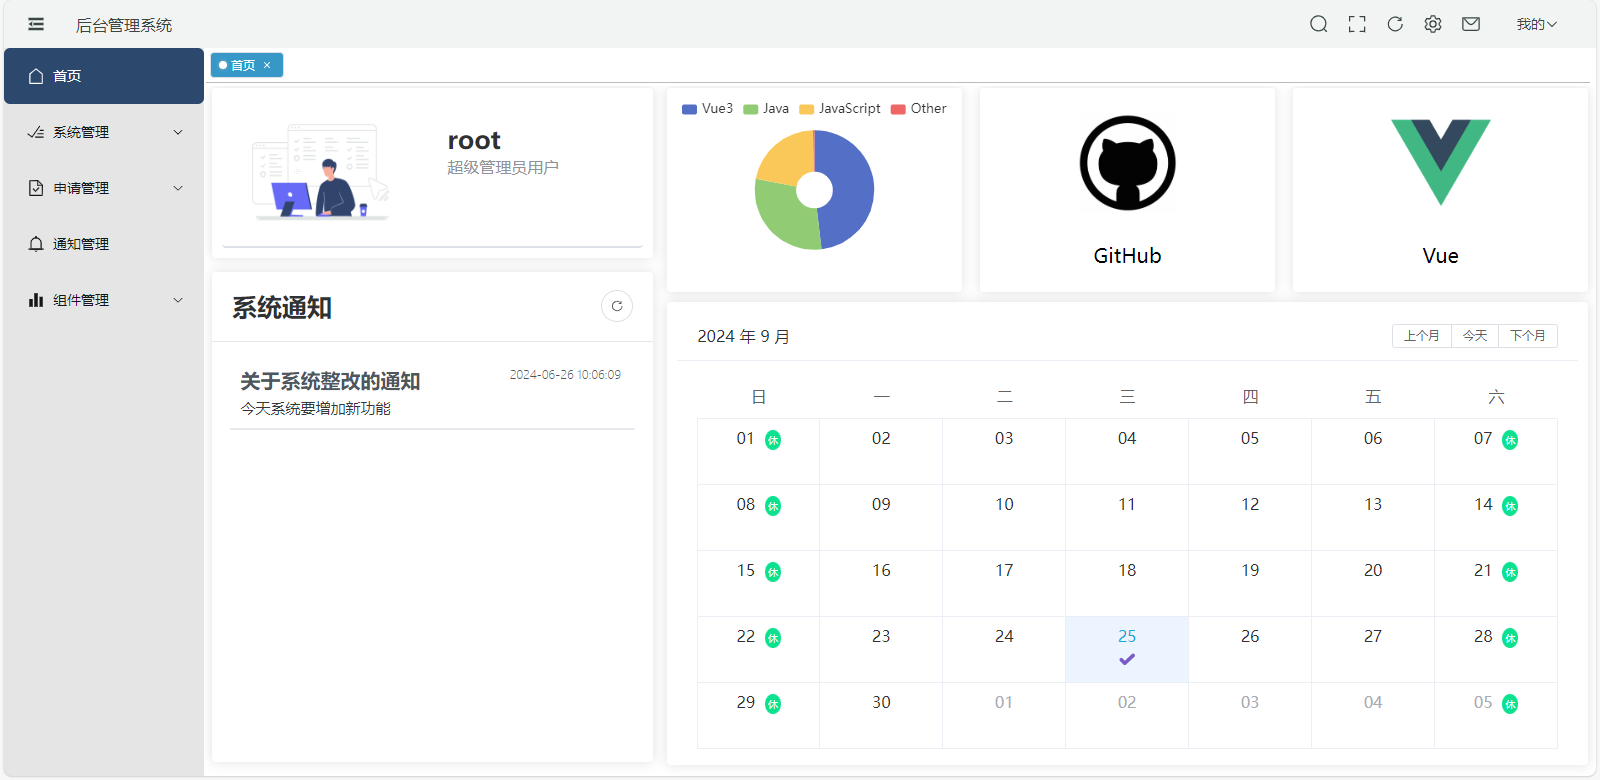 后台管理系统
我的
首页
系统管理
申请管理
通知管理
组件管理
首页 ×
root
超级管理员用户
系统通知
关于系统整改的通知 2024-06-26 10:06:09
今天系统要增加新功能
Vue3 Java JavaScript Other
GitHub
Vue
2024 年 9 月 上个月 今天 下个月
日 一 二 三 四 五 六
01 休 02 03 04 05 06 07 休
08 休 09 10 11 12 13 14 休
15 休 16 17 18 19 20 21 休
22 休 23 24 25 26 27 28 休
29 休 30 01 02 03 04 05 休